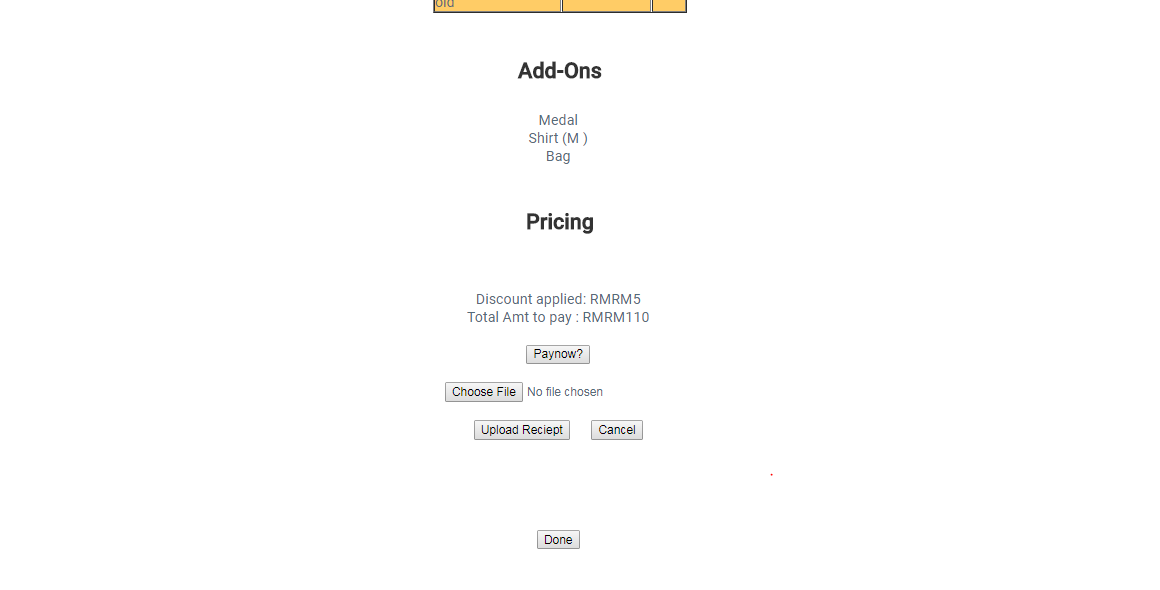 old
Add-Ons
Medal
Shirt (M )
Bag
Pricing
Discount applied: RMRM5
Total Amt to pay : RMRM110
Paynow?
Choose File No file chosen
Upload Reciept Cancel
Done